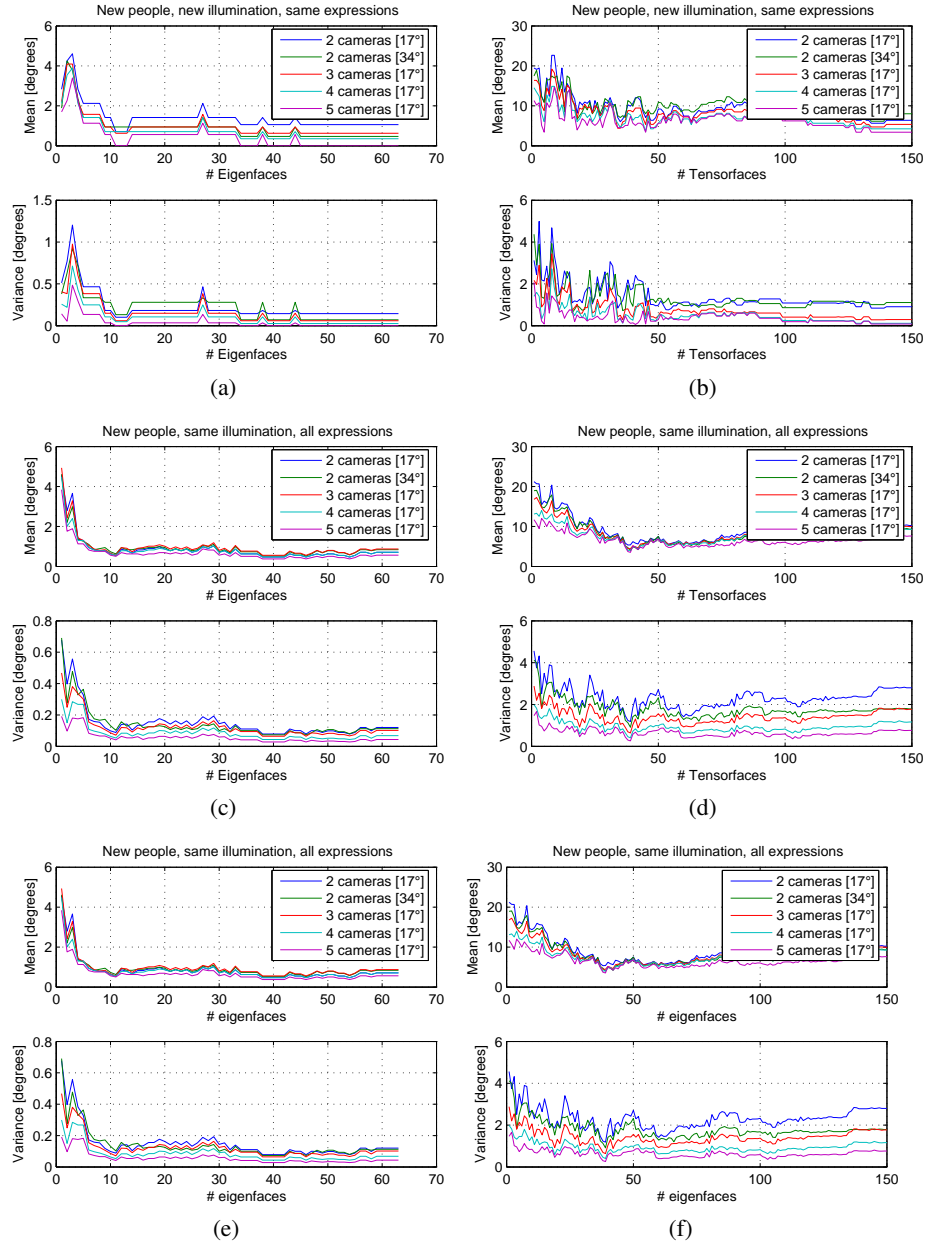 New people, new illumination, same expressions
6
4
2
0
Mean [degrees]
0 10 20 30 40 50 60 70
# Eigenfaces
2 cameras [17°]
2 cameras [34°]
3 cameras [17°]
4 cameras [17°]
5 cameras [17°]
1.5
1
0.5
0
Variance [degrees]
0 10 20 30 40 50 60 70
# Eigenfaces
(a)
New people, new illumination, same expressions
30
20
10
0
Mean [degrees]
0 50 100 150
# Tensorfaces
2 cameras [17°]
2 cameras [34°]
3 cameras [17°]
4 cameras [17°]
5 cameras [17°]
6
4
2
0
Variance [degrees]
0 50 100 150
# Tensorfaces
(b)
New people, same illumination, all expressions
6
4
2
0
Mean [degrees]
0 10 20 30 40 50 60 70
# Eigenfaces
2 cameras [17°]
2 cameras [34°]
3 cameras [17°]
4 cameras [17°]
5 cameras [17°]
0.8
0.6
0.4
0.2
0
Variance [degrees]
0 10 20 30 40 50 60 70
# Eigenfaces
(c)
New people, same illumination, all expressions
30
20
10
0
Mean [degrees]
0 50 100 150
# Tensorfaces
2 cameras [17°]
2 cameras [34°]
3 cameras [17°]
4 cameras [17°]
5 cameras [17°]
6
4
2
0
Variance [degrees]
0 50 100 150
# Tensorfaces
(d)
New people, same illumination, all expressions
6
4
2
0
Mean [degrees]
0 10 20 30 40 50 60 70
# eigenfaces
2 cameras [17°]
2 cameras [34°]
3 cameras [17°]
4 cameras [17°]
5 cameras [17°]
0.8
0.6
0.4
0.2
0
Variance [degrees]
0 10 20 30 40 50 60 70
# eigenfaces
(e)
New people, same illumination, all expressions
30
20
10
0
Mean [degrees]
0 50 100 150
# eigenfaces
2 cameras [17°]
2 cameras [34°]
3 cameras [17°]
4 cameras [17°]
5 cameras [17°]
6
4
2
0
Variance [degrees]
0 50 100 150
# eigenfaces
(f)